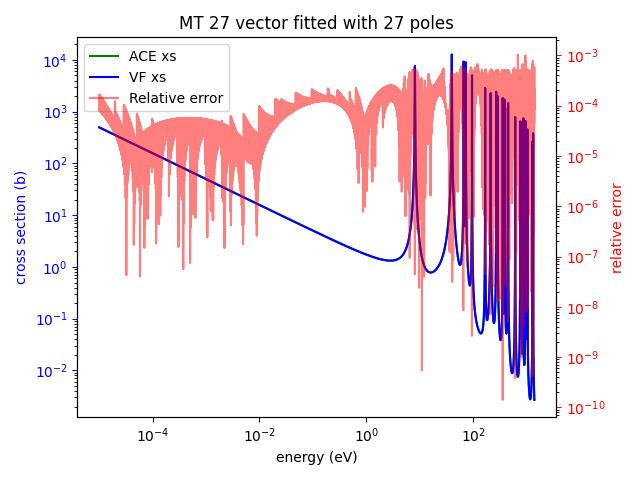 MT 27 vector fitted with 27 poles
ACE xs
VF xs
Relative error
cross section (b)
10^4
10^3
10^2
10^1
10^0
10^-1
10^-2
10^-3
10^-4
10^-5
10^-6
10^-7
10^-8
10^-9
10^-10
relative error
10^-4
10^-2
10^0
10^2
energy (eV)